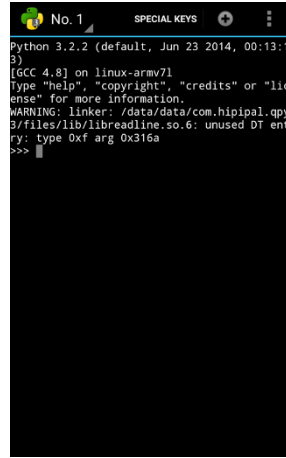 No. 1
SPECIAL KEYS
Python 3.2.2 (default, Jun 23 2014, 00:13:
3)
[GCC 4.8] on linux-armv7l
Type "help", "copyright", "credits" or "lic
ense" for more information.
WARNING: linker: /data/data/com.hipipal.qpy
3/files/lib/libreadline.so.6: unused DT ent
ry: type 0xf arg 0x316a
>>>